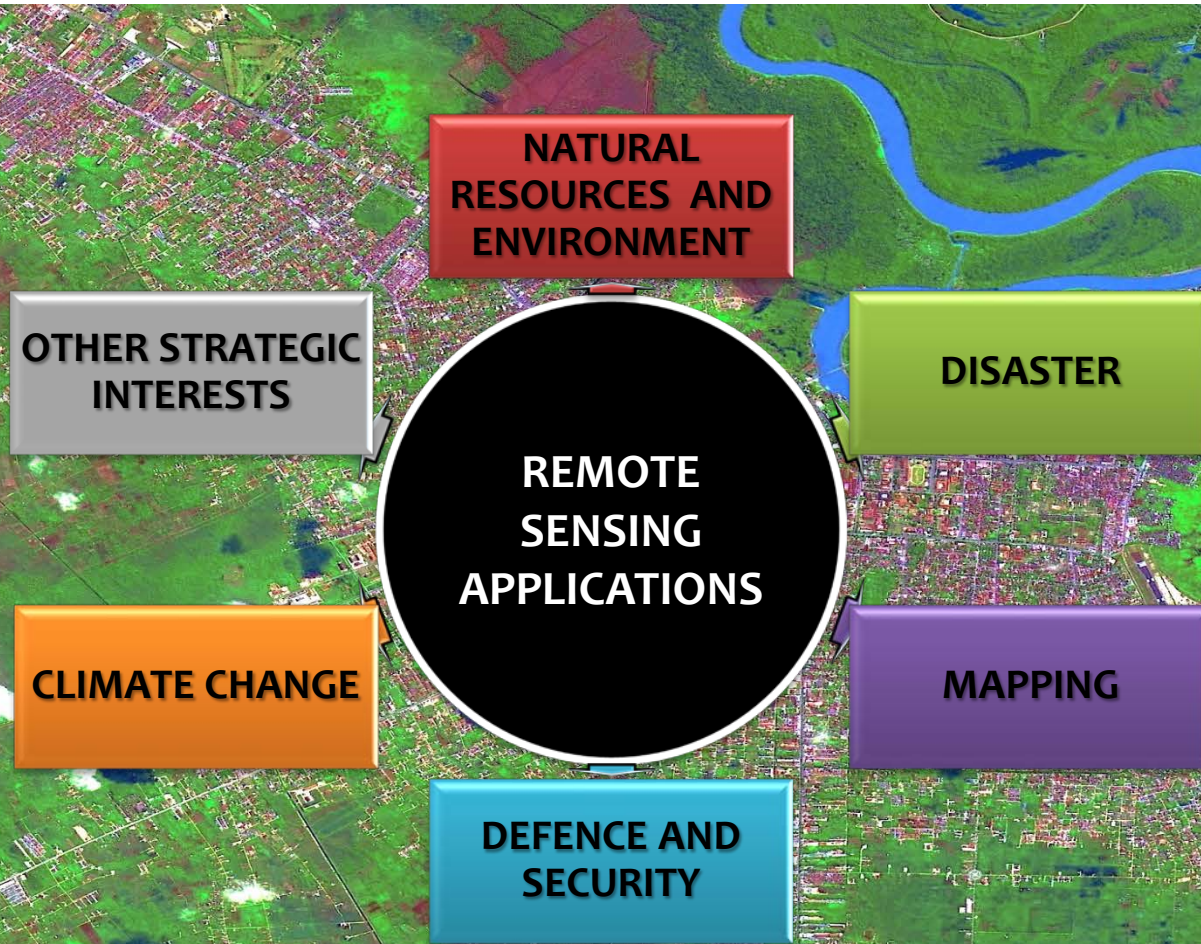 NATURAL
RESOURCES AND
ENVIRONMENT
OTHER STRATEGIC
INTERESTS
DISASTER
REMOTE
SENSING
APPLICATIONS
CLIMATE CHANGE
MAPPING
DEFENCE AND
SECURITY